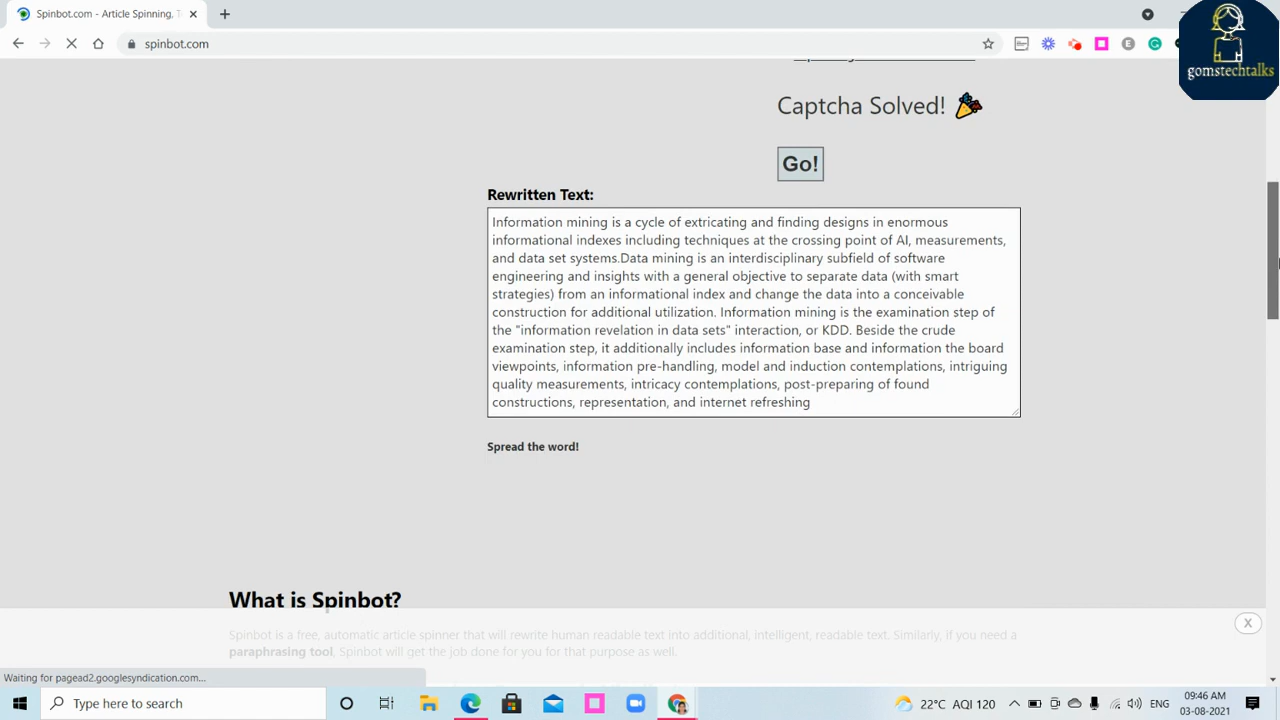 Spinbot.com - Article Spinning, T
spinbot.com
gomstechtalks
Captcha Solved!
Go!
Rewritten Text:
Information mining is a cycle of extricating and finding designs in enormous
informational indexes including techniques at the crossing point of AI, measurements,
and data set systems.Data mining is an interdisciplinary subfield of software
engineering and insights with a general objective to separate data (with smart
strategies) from an informational index and change the data into a conceivable
construction for additional utilization. Information mining is the examination step of
the "information revelation in data sets" interaction, or KDD. Beside the crude
examination step, it additionally includes information base and information the board
viewpoints, information pre-handling, model and induction contemplations, intriguing
quality measurements, intricacy contemplations, post-preparing of found
constructions, representation, and internet refreshing
Spread the word!
What is Spinbot?
Spinbot is a free, automatic article spinner that will rewrite human readable text into additional, intelligent, readable text. Similarly, if you need a
paraphrasing tool, Spinbot will get the job done for you for that purpose as well.
X
Waiting for pagead2.googlesyndication.com...
Type here to search
22°C AQI 120
ENG
09:46 AM
03-08-2021